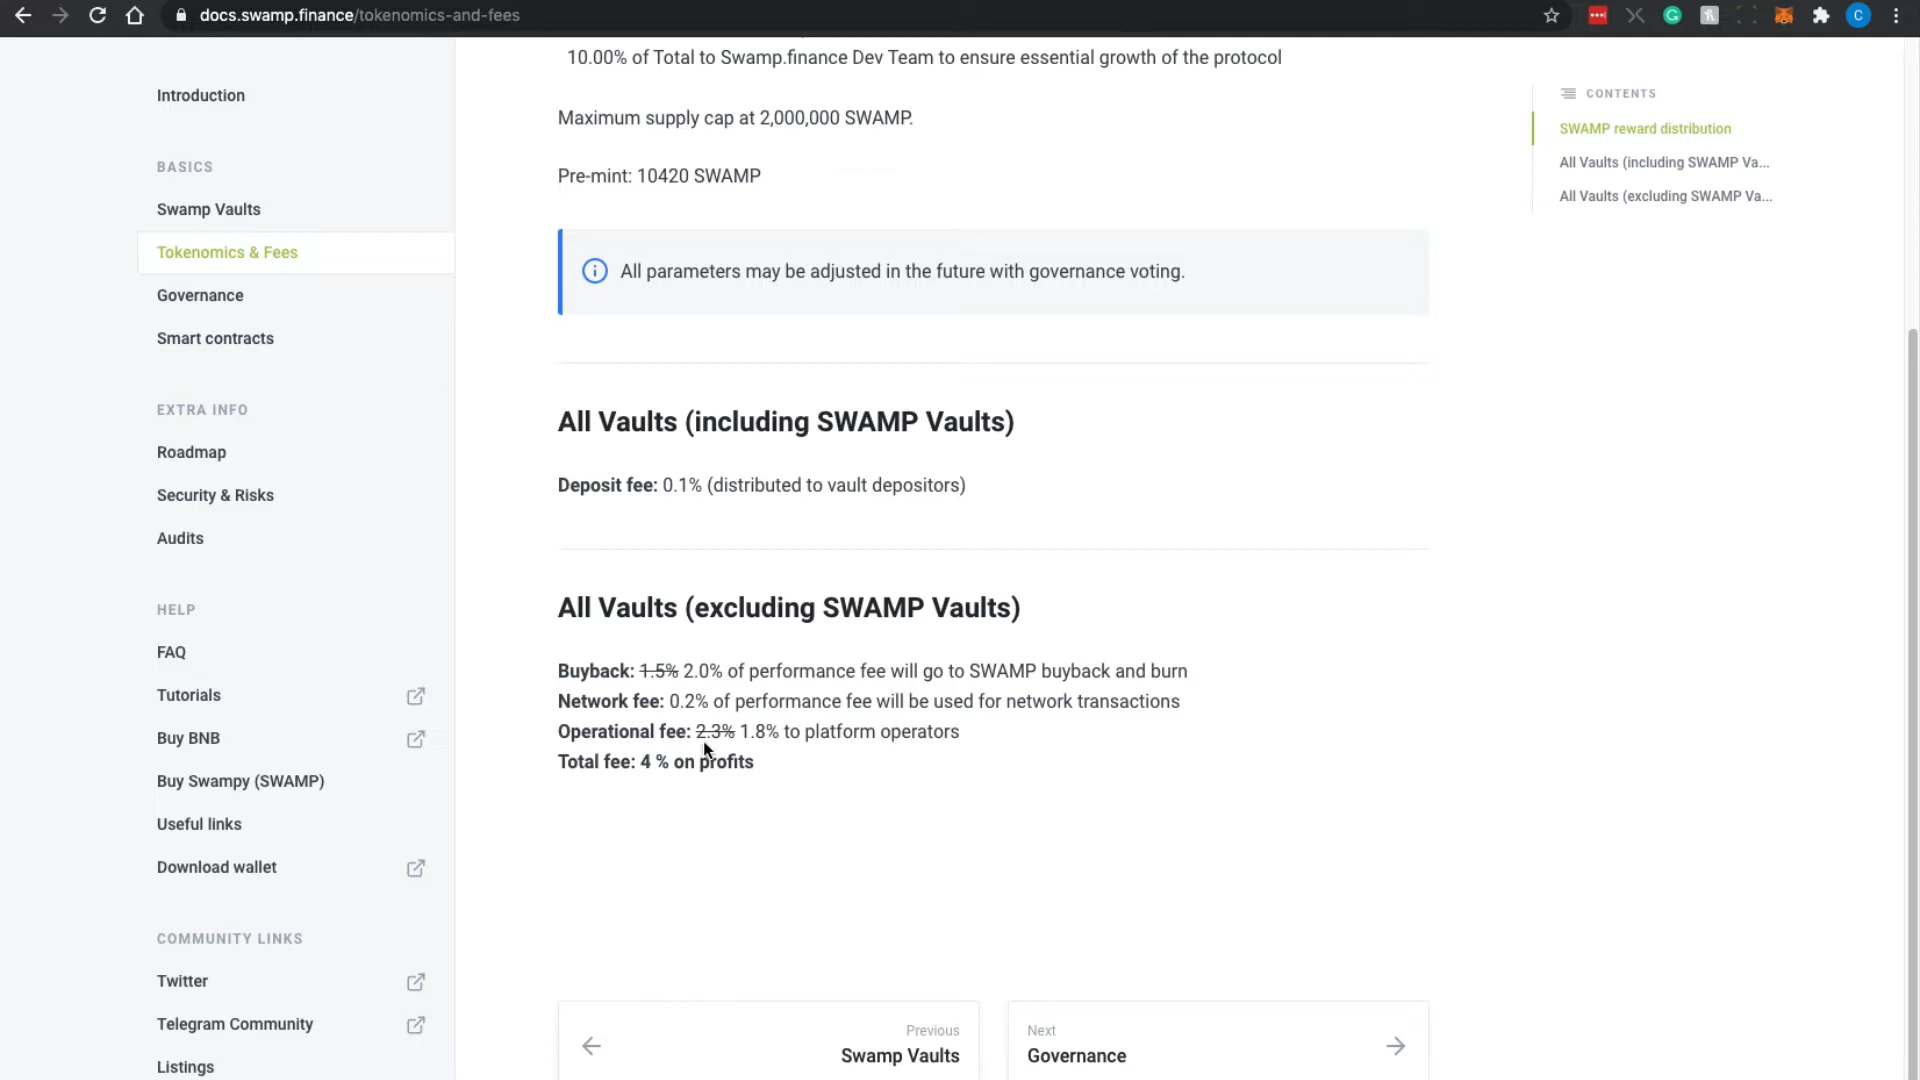 docs.swamp.finance/tokenomics-and-fees
C
Introduction
BASICS
Swamp Vaults
Tokenomics & Fees
Governance
Smart contracts
EXTRA INFO
Roadmap
Security & Risks
Audits
HELP
FAQ
Tutorials
Buy BNB
Buy Swampy (SWAMP)
Useful links
Download wallet
COMMUNITY LINKS
Twitter
Telegram Community
Listings
10.00% of Total to Swamp.finance Dev Team to ensure essential growth of the protocol
Maximum supply cap at 2,000,000 SWAMP.
Pre-mint: 10420 SWAMP
All parameters may be adjusted in the future with governance voting.
All Vaults (including SWAMP Vaults)
Deposit fee: 0.1% (distributed to vault depositors)
All Vaults (excluding SWAMP Vaults)
Buyback: 1.5% 2.0% of performance fee will go to SWAMP buyback and burn
Network fee: 0.2% of performance fee will be used for network transactions
Operational fee: 2.3% 1.8% to platform operators
Total fee: 4 % on profits
Previous
Swamp Vaults
Next
Governance
CONTENTS
SWAMP reward distribution
All Vaults (including SWAMP Va...
All Vaults (excluding SWAMP Va...